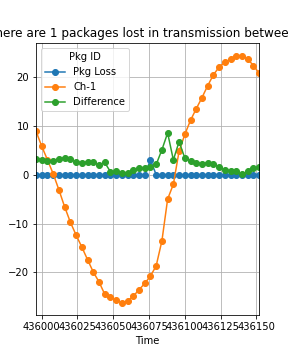 here are 1 packages lost in transmission betwee
Pkg ID
Pkg Loss
Ch-1
Difference
20
10
0
−10
−20
436000 436025 436050 436075 436100 436125 436150
Time